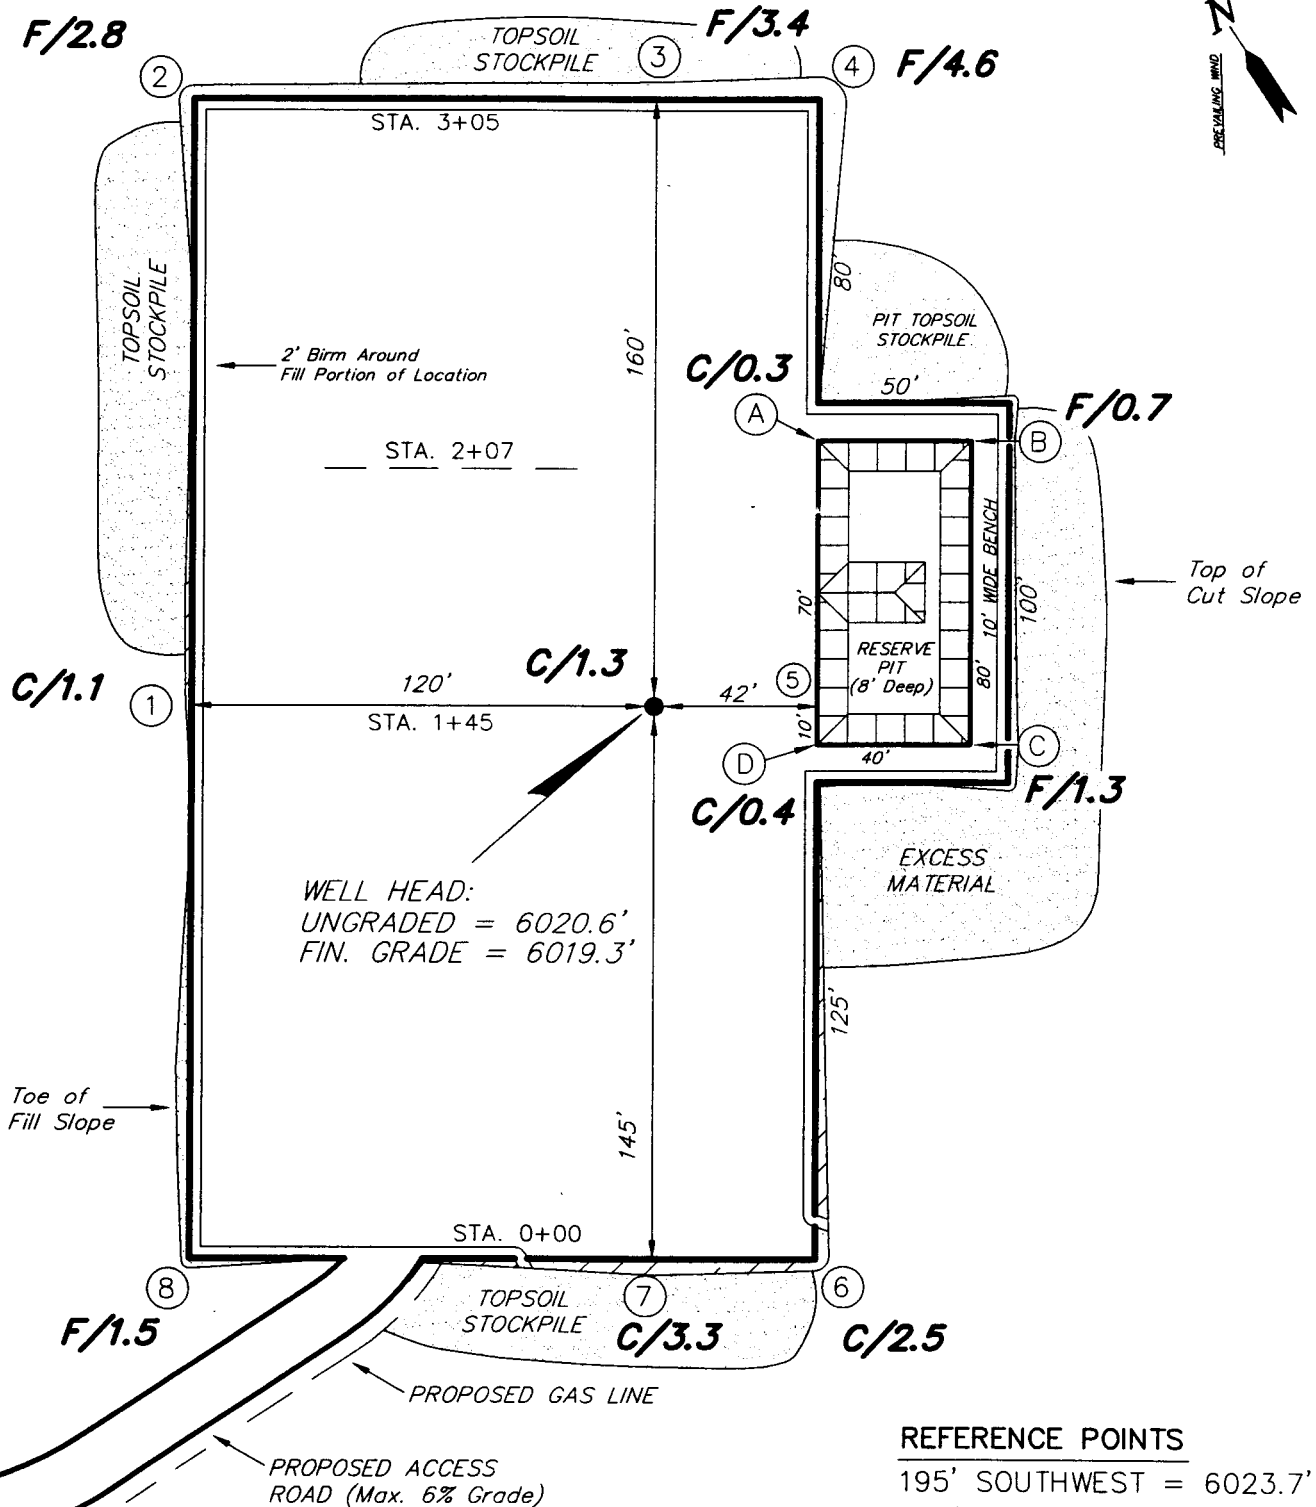 F/2.8
TOPSOIL
STOCKPILE
3
F/3.4
2
4
F/4.6
N
PREVAILING WIND
STA. 3+05
TOPSOIL
STOCKPILE
80'
160'
PIT TOPSOIL
STOCKPILE
2' Birm Around
Fill Portion of Location
C/0.3
50'
A
F/0.7
B
STA. 2+07
10' WIDE BENCH
100'
Top of
Cut Slope
70'
RESERVE
PIT
(8' Deep)
80'
C/1.1
1
120'
STA. 1+45
C/1.3
42'
5
10'
D
40'
C
C/0.4
F/1.3
EXCESS
MATERIAL
WELL HEAD:
UNGRADED = 6020.6'
FIN. GRADE = 6019.3'
125'
Toe of
Fill Slope
145'
STA. 0+00
8
F/1.5
TOPSOIL
STOCKPILE
7
C/3.3
6
C/2.5
PROPOSED GAS LINE
PROPOSED ACCESS
ROAD (Max. 6% Grade)
REFERENCE POINTS
195' SOUTHWEST = 6023.7'